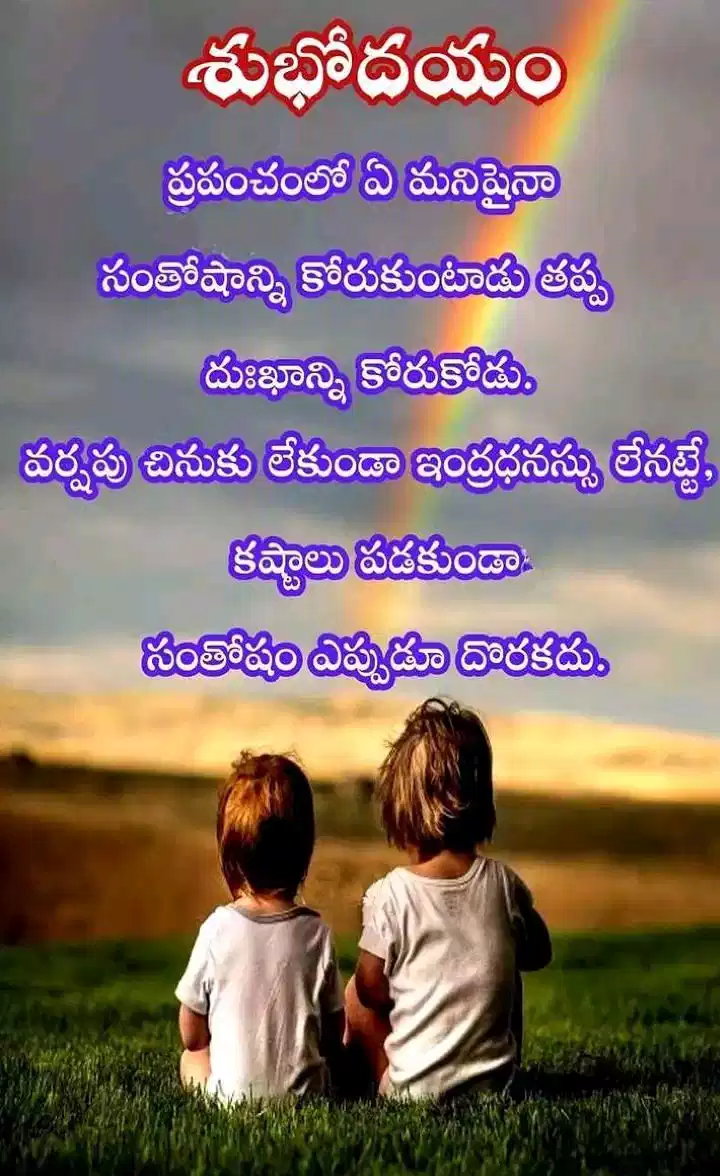 శుభోదయం
ప్రపంచంలో ఏ మనిషైనా
సంతోషాన్ని కోరుకుంటాడు తప్ప
దుఃఖాన్ని కోరుకోడు.
వర్షపు చినుకు లేకుండా ఇంద్రధనస్సు లేనట్టే,
కష్టాలు పడకుండా
సంతోషం ఎప్పుడూ దొరకదు.